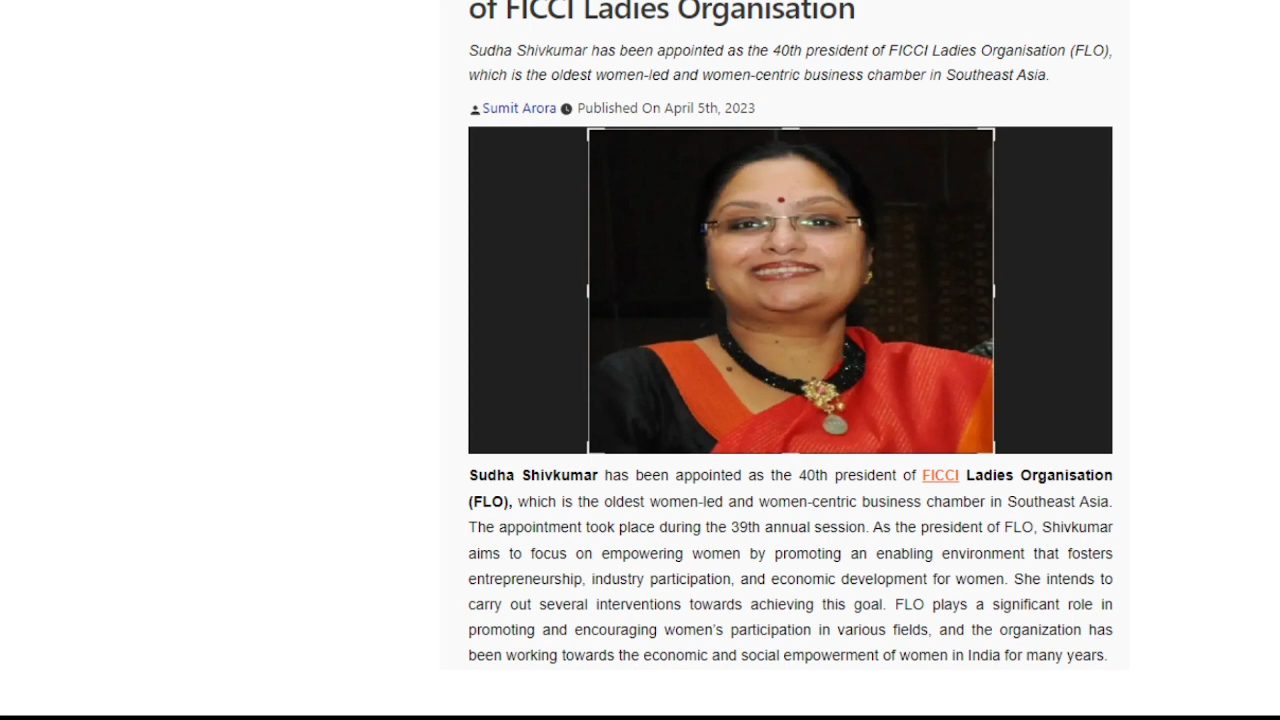 of FICCI Ladies Organisation
Sudha Shivkumar has been appointed as the 40th president of FICCI Ladies Organisation (FLO),
which is the oldest women-led and women-centric business chamber in Southeast Asia.
Sumit Arora Published On April 5th, 2023
Sudha Shivkumar has been appointed as the 40th president of FICCI Ladies Organisation
(FLO), which is the oldest women-led and women-centric business chamber in Southeast Asia.
The appointment took place during the 39th annual session. As the president of FLO, Shivkumar
aims to focus on empowering women by promoting an enabling environment that fosters
entrepreneurship, industry participation, and economic development for women. She intends to
carry out several interventions towards achieving this goal. FLO plays a significant role in
promoting and encouraging women’s participation in various fields, and the organization has
been working towards the economic and social empowerment of women in India for many years.